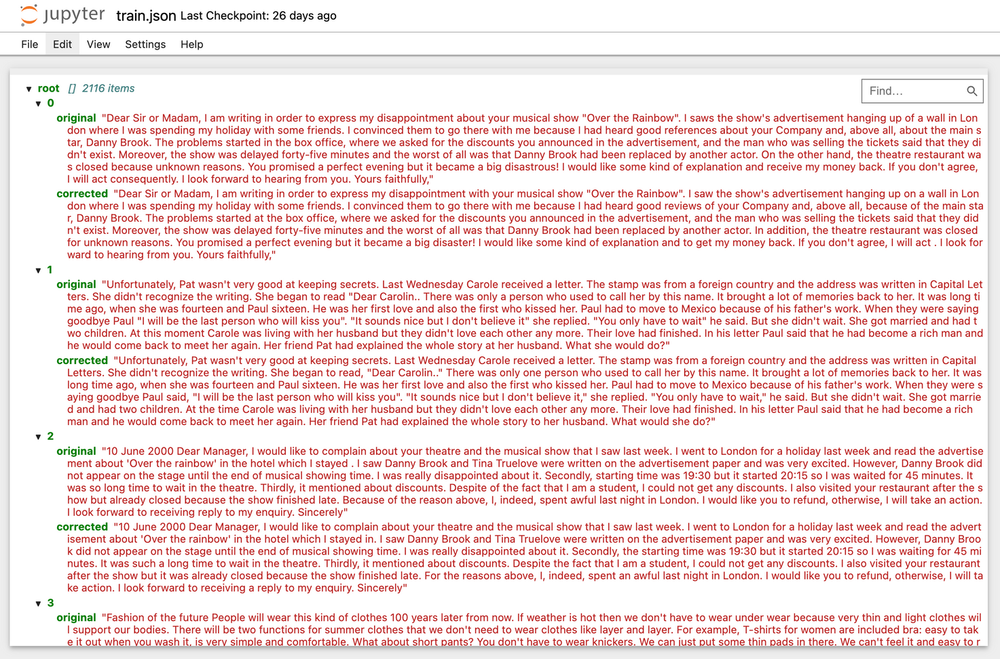 jupyter train.json Last Checkpoint: 26 days ago
File Edit View Settings Help
root [] 2116 items
Find...
0
original "Dear Sir or Madam, I am writing in order to express my disappointment about your musical show "Over the Rainbow". I saws the show's advertisement hanging up of a wall in Lon
don where I was spending my holiday with some friends. I convinced them to go there with me because I had heard good references about your Company and, above all, about the main s
tar, Danny Brook. The problems started in the box office, where we asked for the discounts you announced in the advertisement, and the man who was selling the tickets said that they di
dn't exist. Moreover, the show was delayed forty-five minutes and the worst of all was that Danny Brook had been replaced by another actor. On the other hand, the theatre restaurant wa
s closed because unknown reasons. You promised a perfect evening but it became a big disastrous! I would like some kind of explanation and receive my money back. If you don't agree,
I will act consequently. I look forward to hearing from you. Yours faithfully,"
corrected "Dear Sir or Madam, I am writing in order to express my disappointment with your musical show "Over the Rainbow". I saw the show's advertisement hanging up on a wall in Lon
don where I was spending my holiday with some friends. I convinced them to go there with me because I had heard good reviews of your Company and, above all, because of the main sta
r, Danny Brook. The problems started at the box office, where we asked for the discounts you announced in the advertisement, and the man who was selling the tickets said that they did
n't exist. Moreover, the show was delayed forty-five minutes and the worst of all was that Danny Brook had been replaced by another actor. In addition, the theatre restaurant was closed
for unknown reasons. You promised a perfect evening but it became a big disaster! I would like some kind of explanation and to get my money back. If you don't agree, I will act . I look for
ward to hearing from you. Yours faithfully,"
1
original "Unfortunately, Pat wasn't very good at keeping secrets. Last Wednesday Carole received a letter. The stamp was from a foreign country and the address was written in Capital Let
ters. She didn't recognize the writing. She began to read "Dear Carolin.. There was only a person who used to call her by this name. It brought a lot of memories back to her. It was long ti
me ago, when she was fourteen and Paul sixteen. He was her first love and also the first who kissed her. Paul had to move to Mexico because of his father's work. When they were saying
goodbye Paul "I will be the last person who will kiss you". "It sounds nice but I don't believe it" she replied. "You only have to wait" he said. But she didn't wait. She got married and had t
wo children. At this moment Carole was living with her husband but they didn't love each other any more. Their love had finished. In his letter Paul said that he had become a rich man and
he would come back to meet her again. Her friend Pat had explained the whole story at her husband. What she would do?"
corrected "Unfortunately, Pat wasn't very good at keeping secrets. Last Wednesday Carole received a letter. The stamp was from a foreign country and the address was written in Capital
Letters. She didn't recognize the writing. She began to read, "Dear Carolin.." There was only one person who used to call her by this name. It brought a lot of memories back to her. It was
long time ago, when she was fourteen and Paul sixteen. He was her first love and also the first who kissed her. Paul had to move to Mexico because of his father's work. When they were s
aying goodbye Paul said, "I will be the last person who will kiss you". "It sounds nice but I don't believe it," she replied. "You only have to wait," he said. But she didn't wait. She got marrie
d and had two children. At the time Carole was living with her husband but they didn't love each other any more. Their love had finished. In his letter Paul said that he had become a rich
man and he would come back to meet her again. Her friend Pat had explained the whole story to her husband. What would she do?"
2
original "10 June 2000 Dear Manager, I would like to complain about your theatre and the musical show that I saw last week. I went to London for a holiday last week and read the advertise
ment about 'Over the rainbow' in the hotel which I stayed . I saw Danny Brook and Tina Truelove were written on the advertisement paper and was very excited. However, Danny Brook did
not appear on the stage until the end of musical showing time. I was really disappointed about it. Secondly, starting time was 19:30 but it started 20:15 so I was waited for 45 minutes. It
was so long time to wait in the theatre. Thirdly, it mentioned about discounts. Despite of the fact that I am a student, I could not get any discounts. I also visited your restaurant after the s
how but already closed because the show finished late. Because of the reason above, I, indeed, spent awful last night in London. I would like you to refund, otherwise, I will take an action.
I look forward to receiving reply to my enquiry. Sincerely"
corrected "10 June 2000 Dear Manager, I would like to complain about your theatre and the musical show that I saw last week. I went to London for a holiday last week and read the advert
isement about 'Over the rainbow' in the hotel which I stayed in. I saw Danny Brook and Tina Truelove were written on the advertisement paper and was very excited. However, Danny Broo
k did not appear on the stage until the end of musical showing time. I was really disappointed about it. Secondly, the starting time was 19:30 but it started 20:15 so I was waiting for 45 mi
nutes. It was such a long time to wait in the theatre. Thirdly, it mentioned about discounts. Despite the fact that I am a student, I could not get any discounts. I also visited your restaurant
after the show but it was already closed because the show finished late. For the reasons above, I, indeed, spent an awful last night in London. I would like you to refund, otherwise, I will ta
ke action. I look forward to receiving a reply to my enquiry. Sincerely"
3
original "Fashion of the future People will wear this kind of clothes 100 years later from now. If weather is hot then we don't have to wear under wear because very thin and light clothes wil
l support our bodies. There will be two functions for summer clothes that we don't need to wear clothes like layer and layer. For example, T-shirts for women are included bra: easy to tak
e it out when you wash it, is very simple and comfortable. What about short pants? You don't have to wear knickers. We can just put some thin pads in there. We can't feel it and easy to r